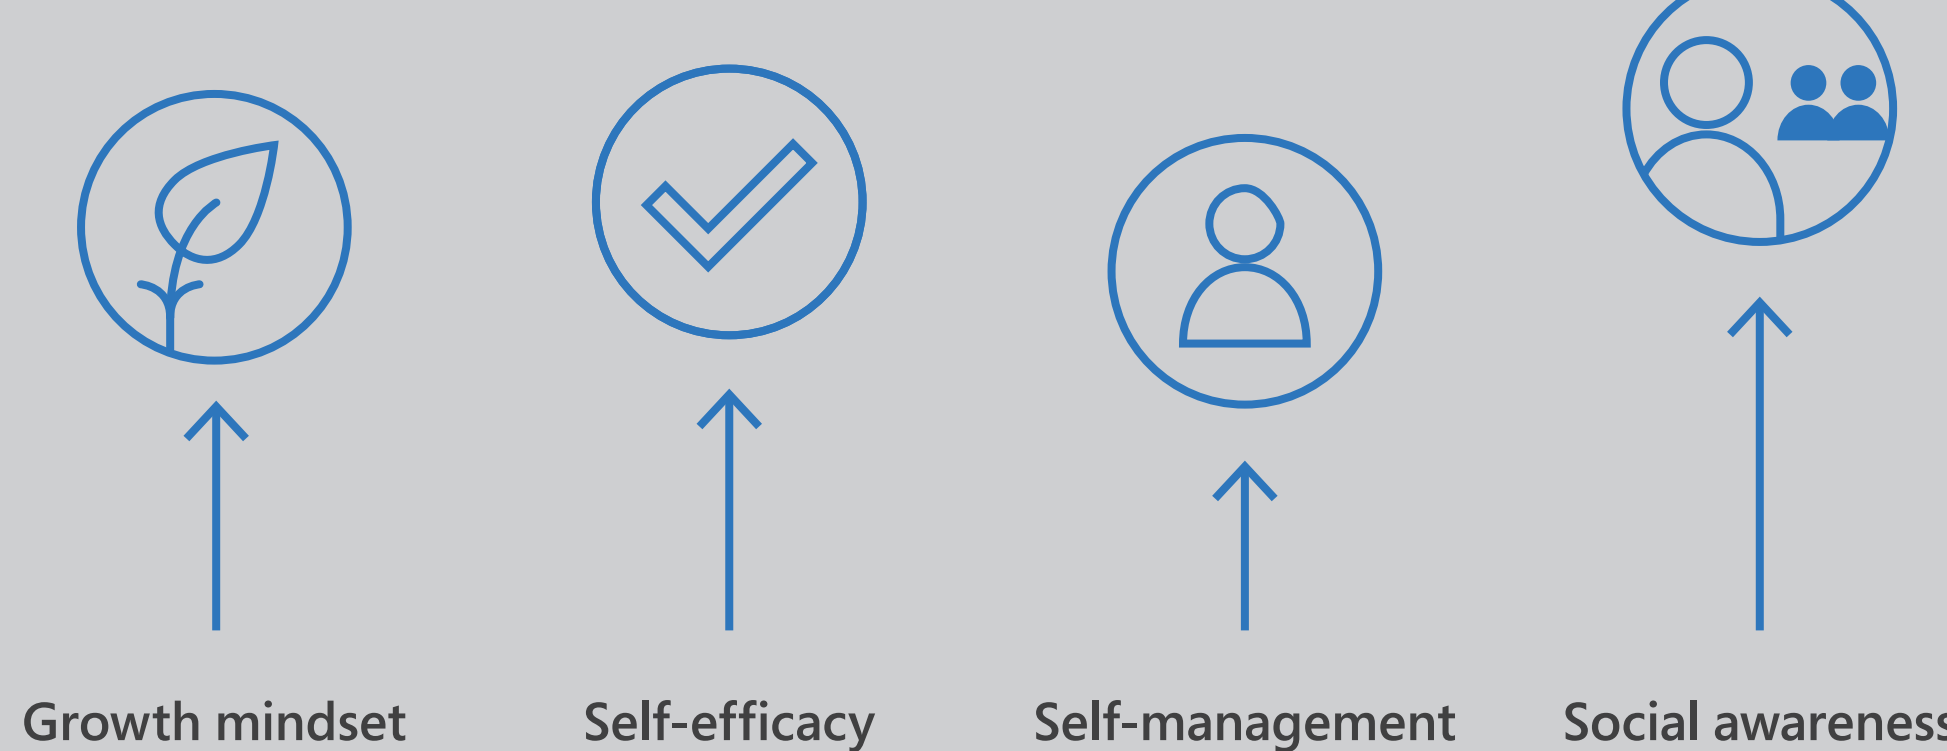 Growth mindset
Self-efficacy
Self-management
Social awareness